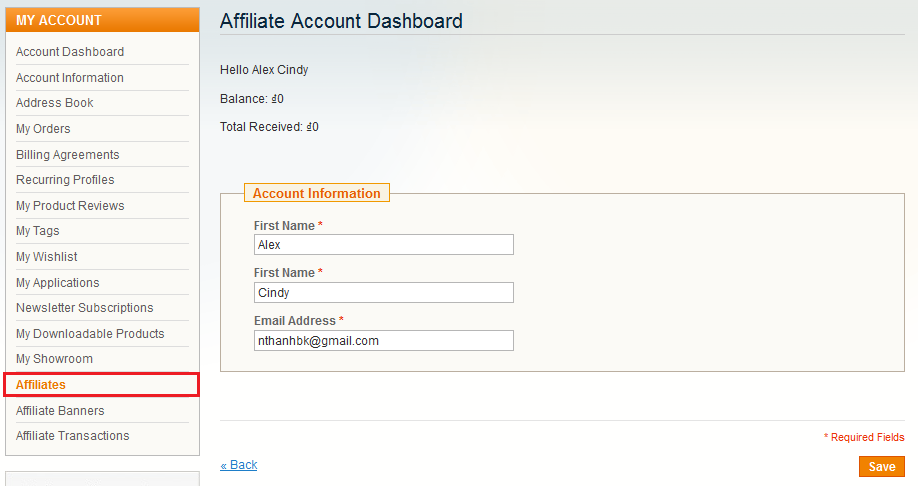 MY ACCOUNT
Account Dashboard
Account Information
Address Book
My Orders
Billing Agreements
Recurring Profiles
My Product Reviews
My Tags
My Wishlist
My Applications
Newsletter Subscriptions
My Downloadable Products
My Showroom
Affiliates
Affiliate Banners
Affiliate Transactions
Affiliate Account Dashboard
Hello Alex Cindy
Balance: ₫0
Total Received: ₫0
Account Information
First Name *
Alex
First Name *
Cindy
Email Address *
nthanhbk@gmail.com
* Required Fields
« Back
Save